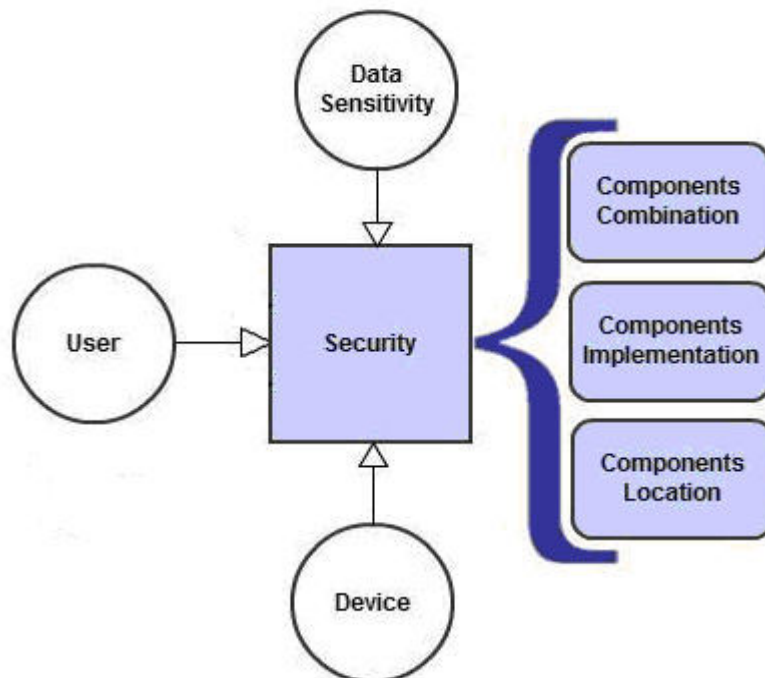 Data
Sensitivity
Components
Combination
User
Security
Components
Implementation
Components
Location
Device